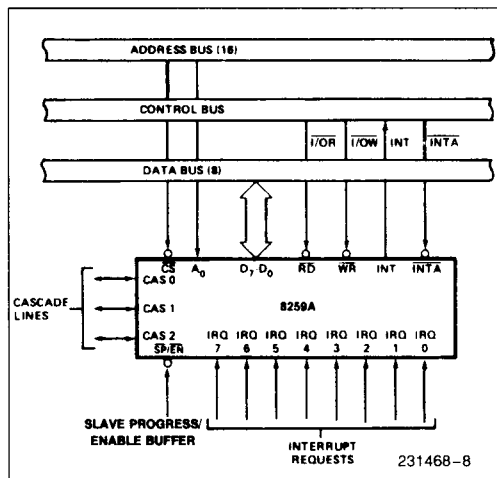 ADDRESS BUS (16)
CONTROL BUS
I/OR I/OW INT INTA
DATA BUS (8)
CS A0 D7-D0 RD WR INT INTA
CAS 0
CASCADE
LINES
CAS 1
8259A
CAS 2
SP/EN
IRQ IRQ IRQ IRQ IRQ IRQ IRQ IRQ
7 6 5 4 3 2 1 0
SLAVE PROGRESS/
ENABLE BUFFER
INTERRUPT
REQUESTS
231468-8